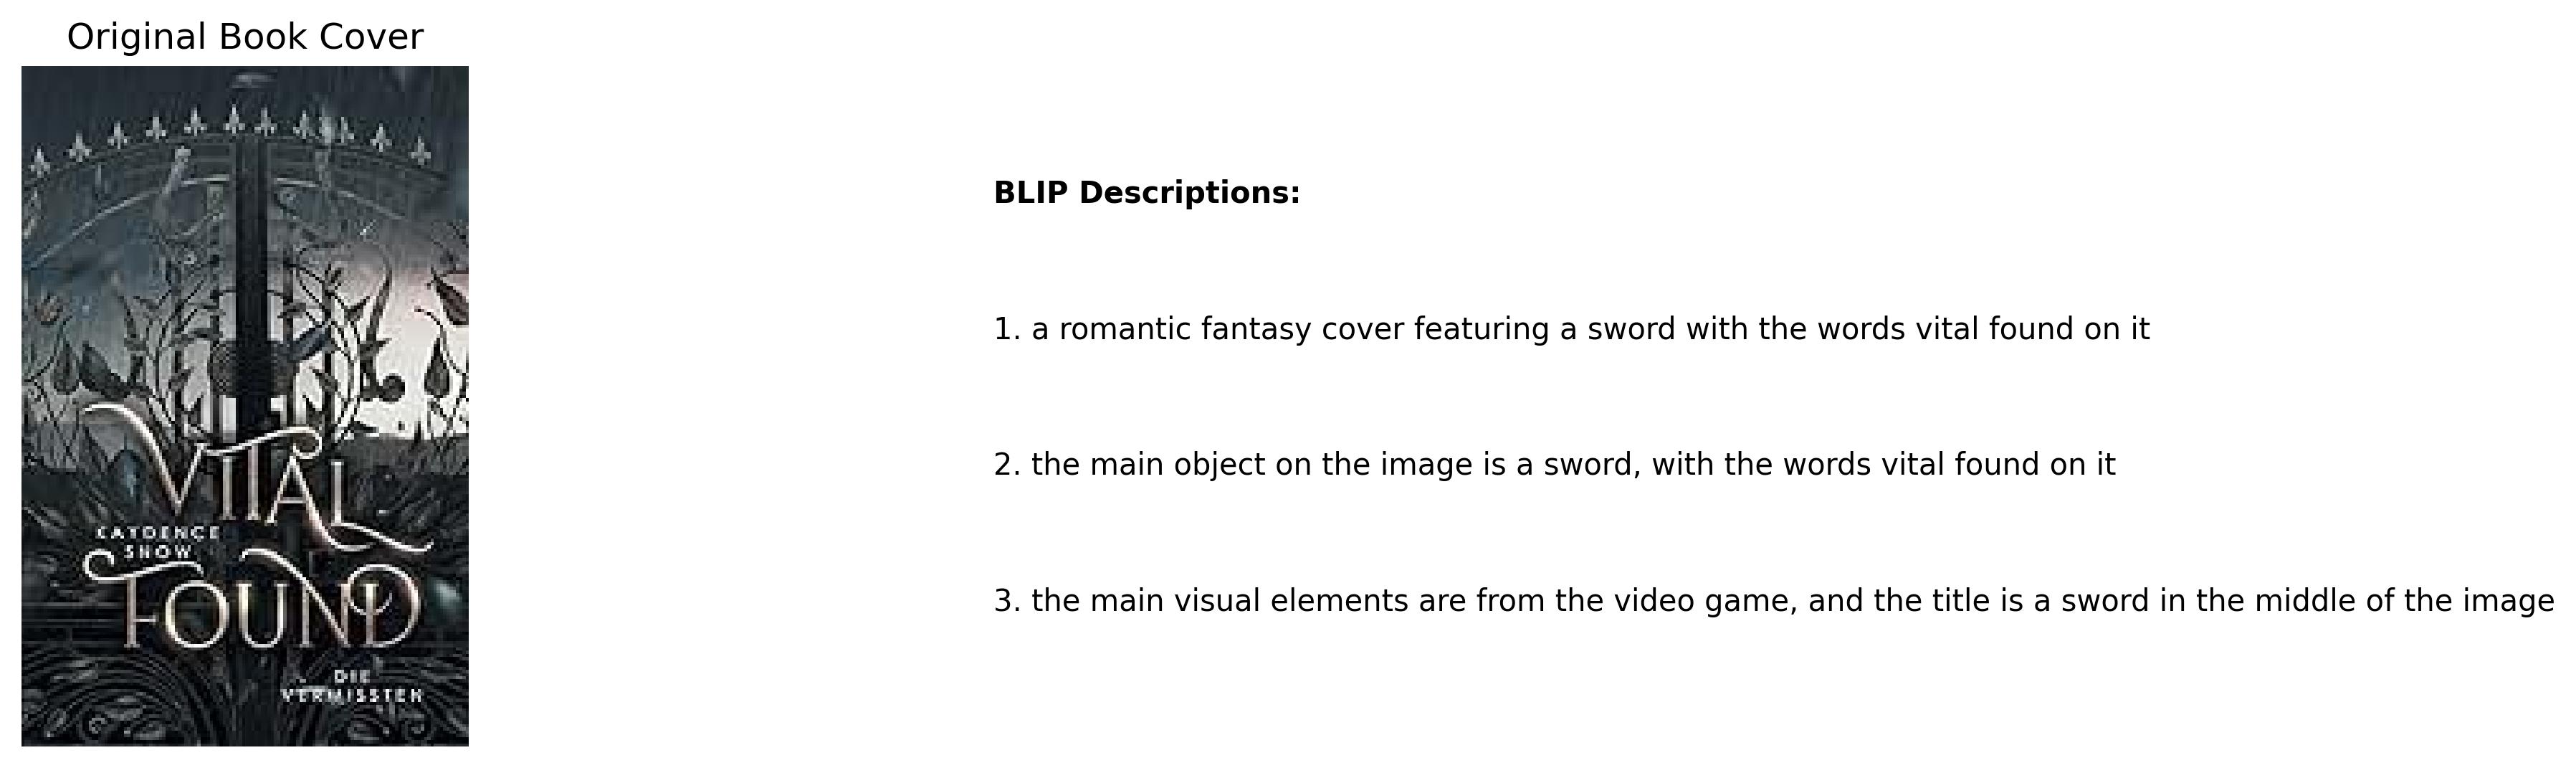 Original Book Cover
VITAL
CAYDENCE
SNOW
FOUND
DIE
VERMISSTEN
BLIP Descriptions:
1. a romantic fantasy cover featuring a sword with the words vital found on it
2. the main object on the image is a sword, with the words vital found on it
3. the main visual elements are from the video game, and the title is a sword in the middle of the image